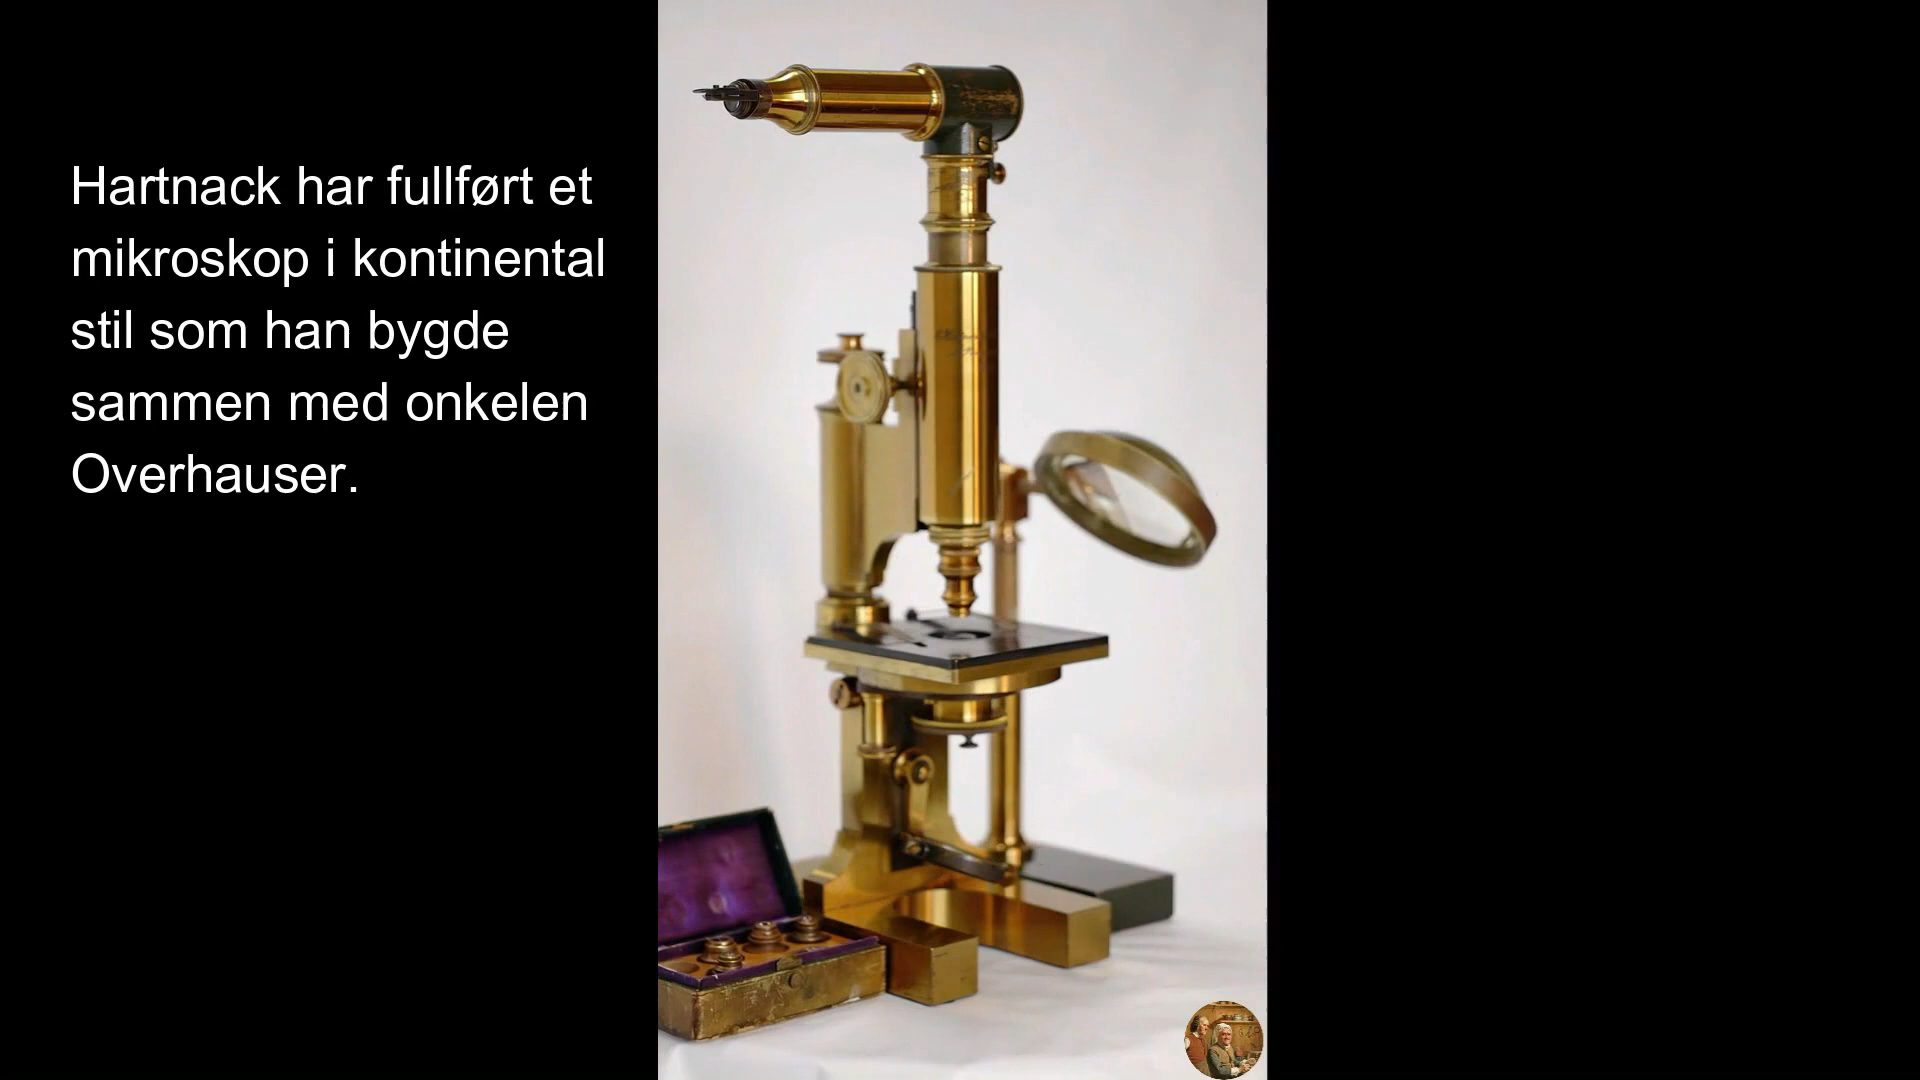 Hartnack har fullført et
mikroskop i kontinental
stil som han bygde
sammen med onkelen
Overhauser.